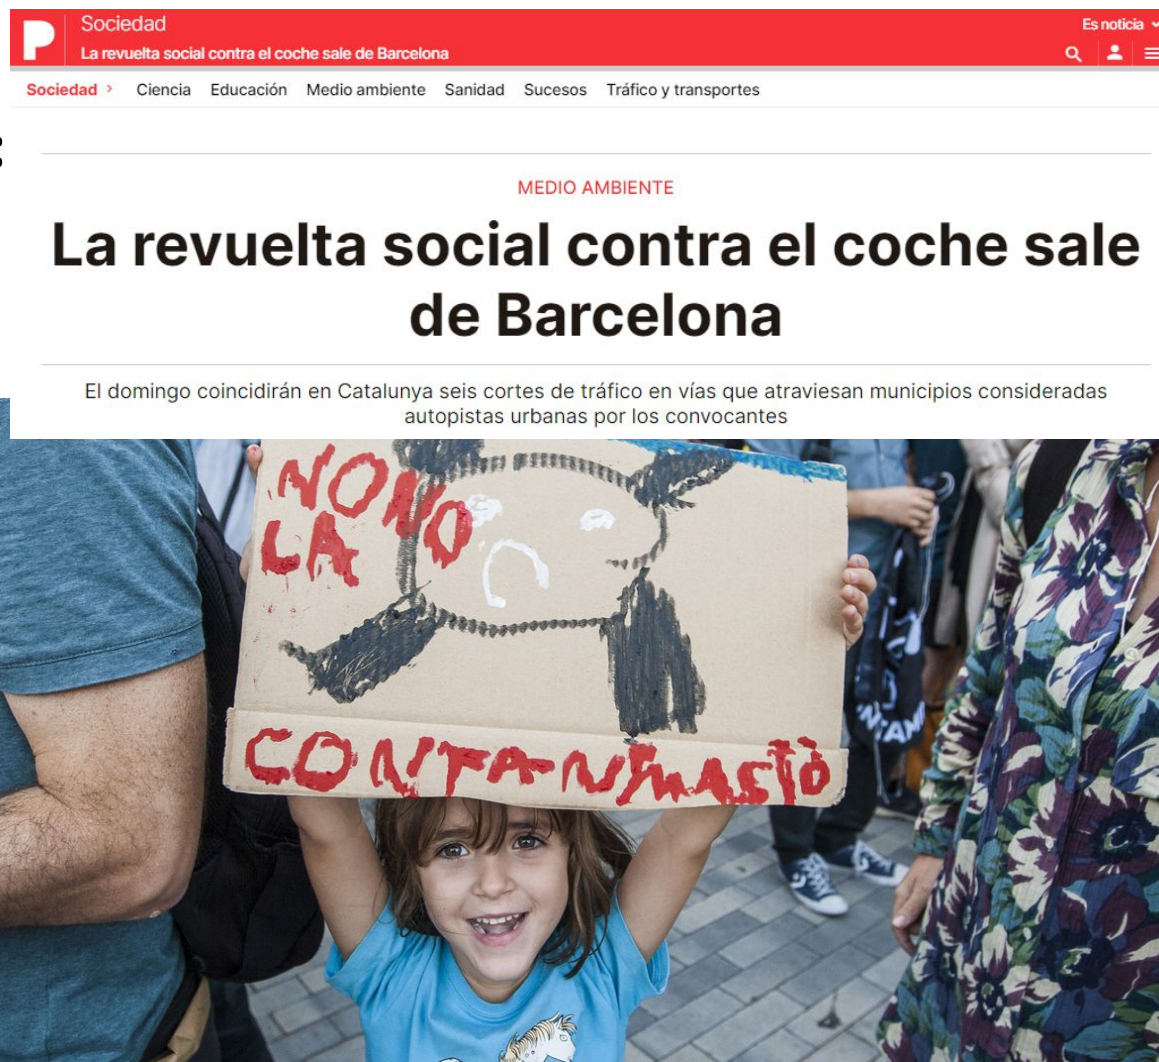 Sociedad
Es noticia
La revuelta social contra el coche sale de Barcelona
Sociedad > Ciencia Educación Medio ambiente Sanidad Sucesos Tráfico y transportes
MEDIO AMBIENTE
La revuelta social contra el coche sale
de Barcelona
El domingo coincidirán en Catalunya seis cortes de tráfico en vías que atraviesan municipios consideradas
autopistas urbanas por los convocantes
NO NO
LA
CONTANIMACIÒ